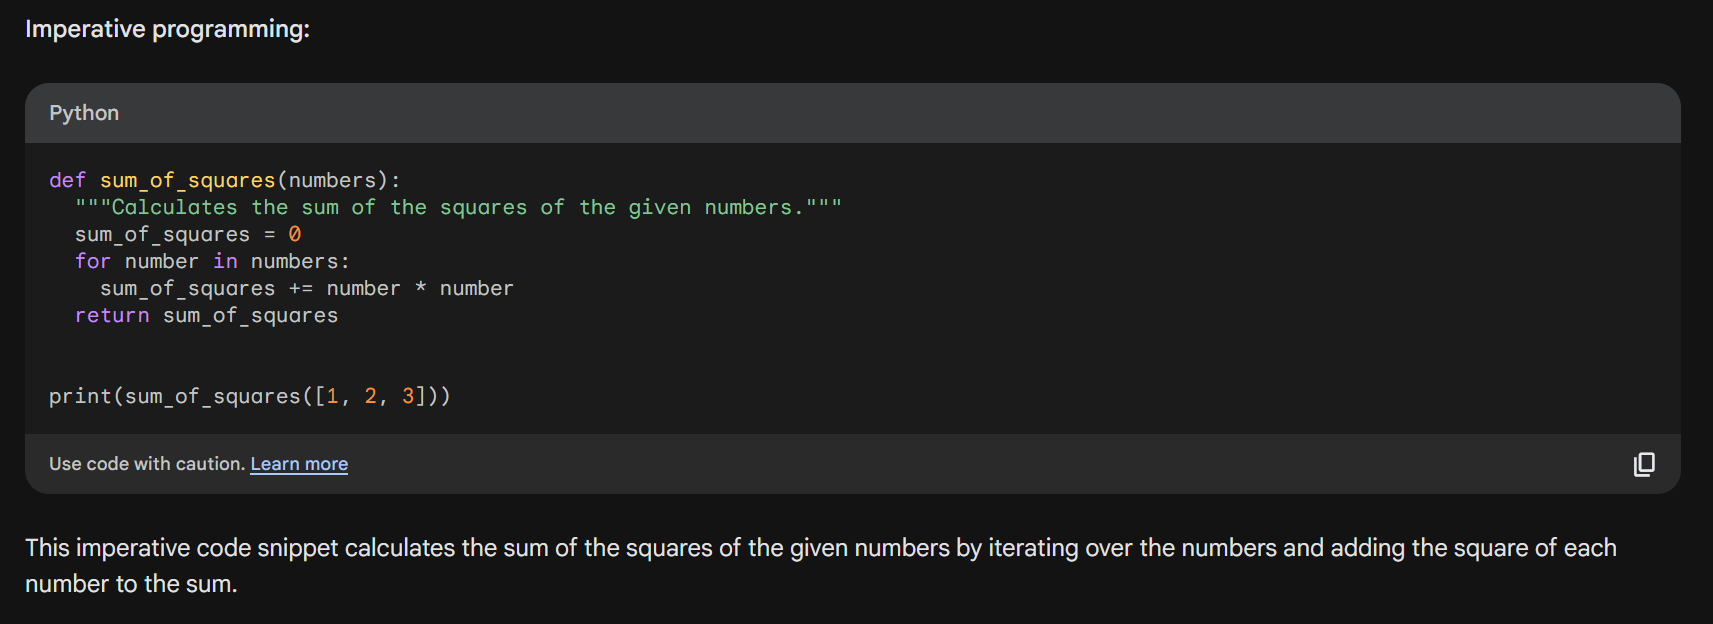 Imperative programming:
Python
def sum_of_squares(numbers):
  """Calculates the sum of the squares of the given numbers."""
  sum_of_squares = 0
  for number in numbers:
    sum_of_squares += number * number
  return sum_of_squares
print(sum_of_squares([1, 2, 3]))
Use code with caution. Learn more
This imperative code snippet calculates the sum of the squares of the given numbers by iterating over the numbers and adding the square of each
number to the sum.